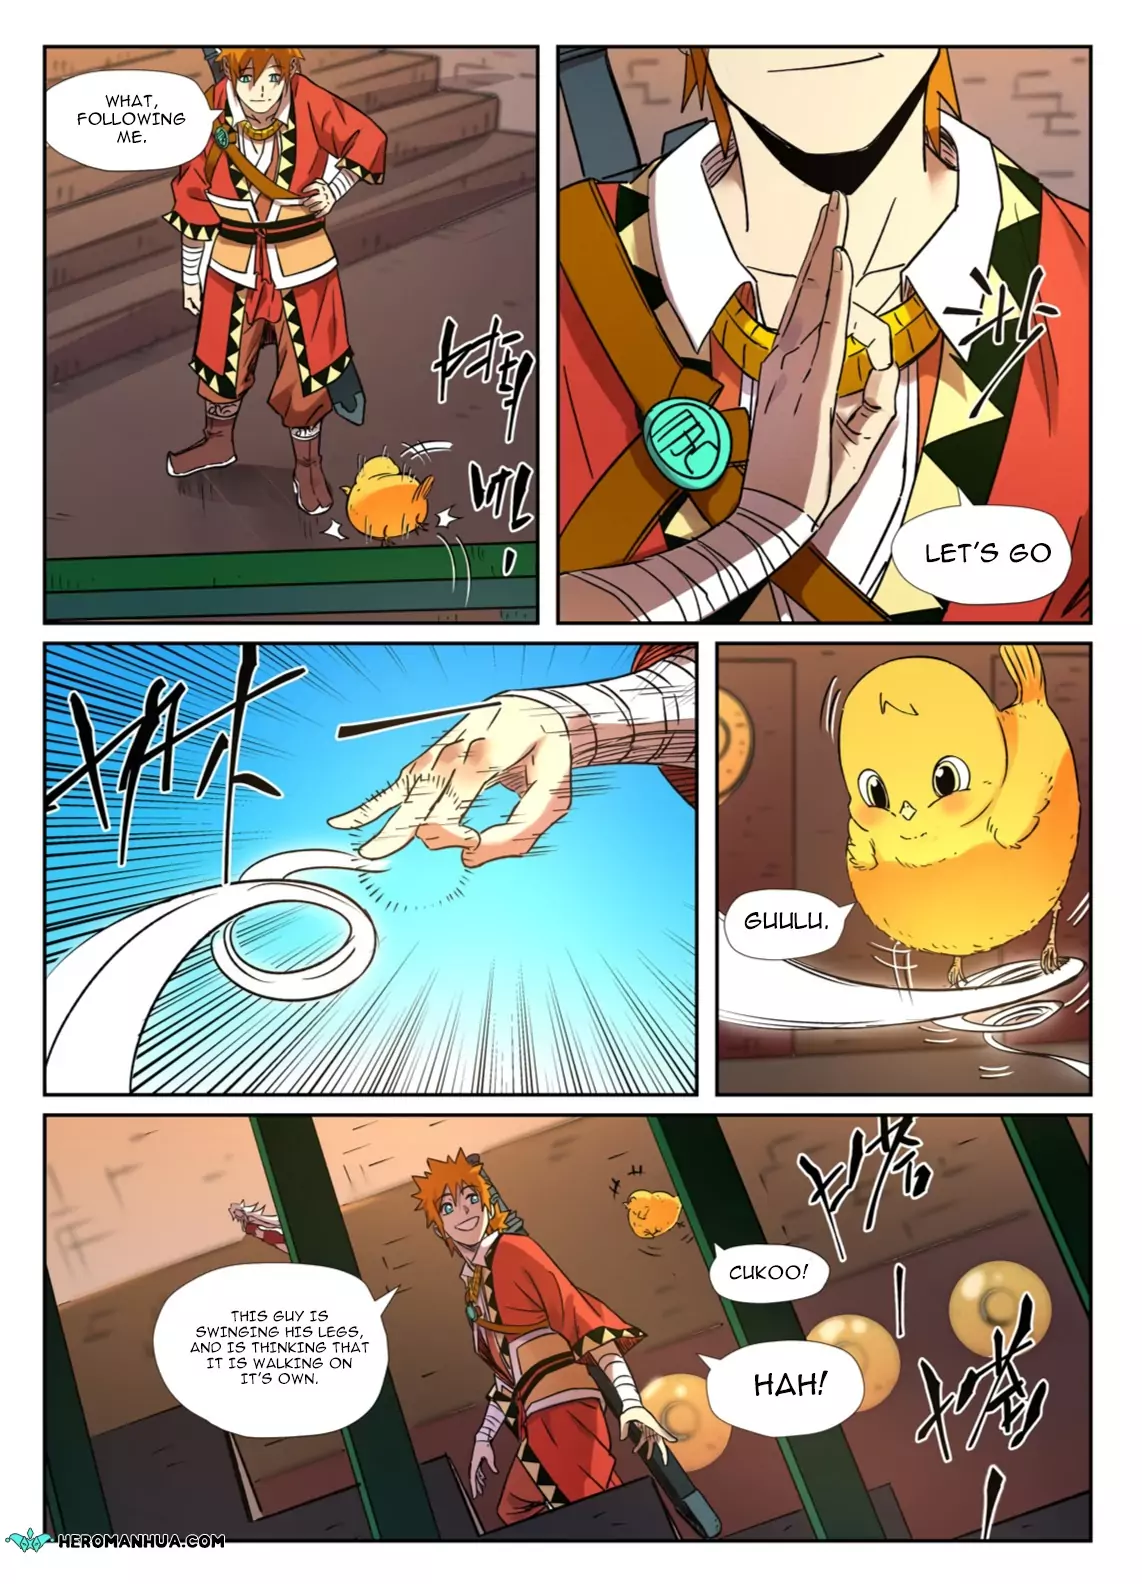 WHAT,
FOLLOWING
ME.
LET'S GO
GUULU.
THIS GUY IS
SWINGING HIS LEGS,
AND IS THINKING THAT
IT IS WALKING ON
IT'S OWN.
CUKOO!
HAH!
HEROMANHUA.COM